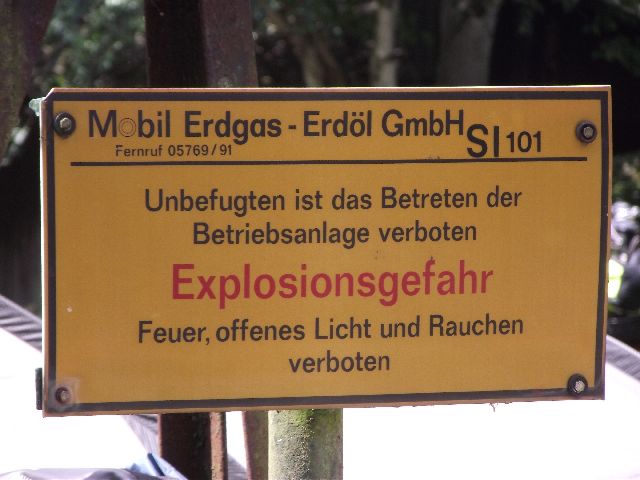 Mobil Erdgas - Erdöl GmbH SI 101
Fernruf 05769/91
Unbefugten ist das Betreten der
Betriebsanlage verboten
Explosionsgefahr
Feuer, offenes Licht und Rauchen
verboten